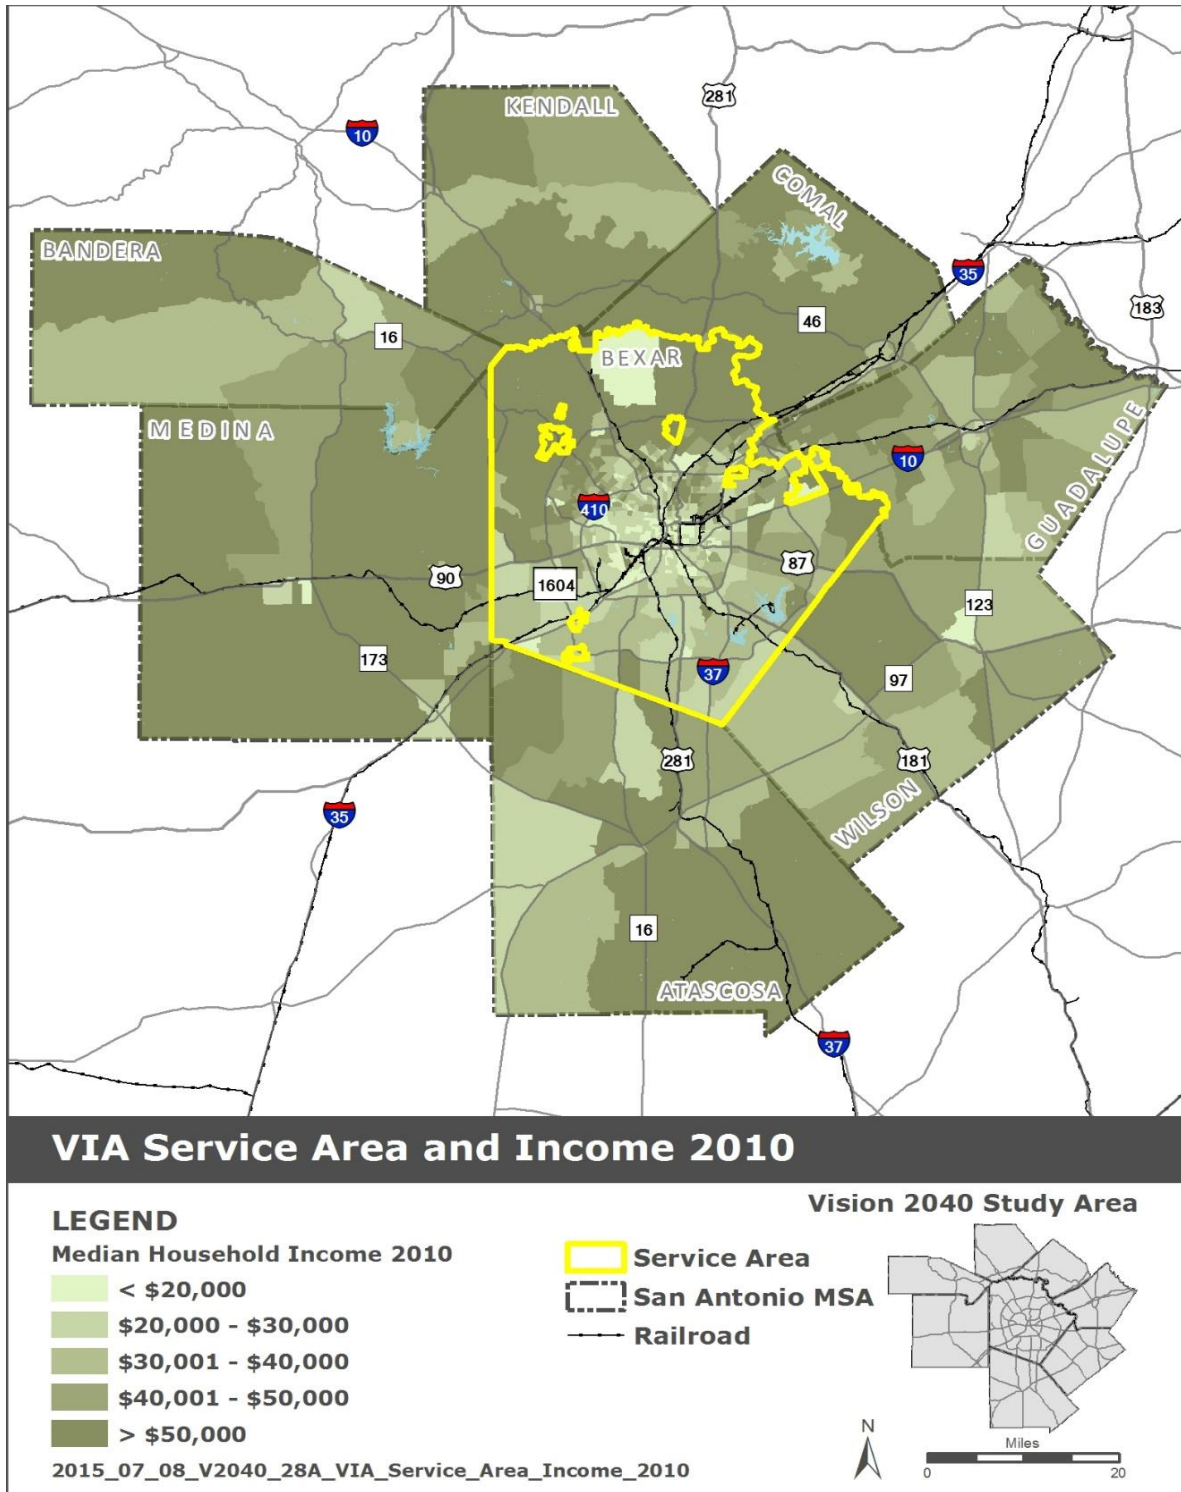 KENDALL
281
10
COMAL
BANDERA
35
183
16
46
BEXAR
MEDINA
10
GUADALUPE
410
87
90
1604
123
173
37
97
281
181
35
WILSON
16
ATASCOSA
37
VIA Service Area and Income 2010
Vision 2040 Study Area
LEGEND
Median Household Income 2010
< $20,000
$20,000 - $30,000
$30,001 - $40,000
$40,001 - $50,000
> $50,000
Service Area
San Antonio MSA
Railroad
N
Miles
0 20
2015_07_08_V2040_28A_VIA_Service_Area_Income_2010